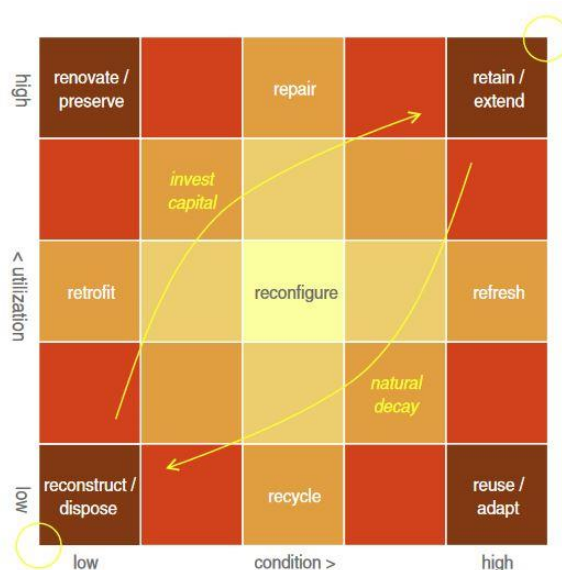 high
renovate /
preserve
repair
retain /
extend
invest
capital
< utilization
retrofit
reconfigure
refresh
natural
decay
low
reconstruct /
dispose
recycle
reuse /
adapt
low
condition >
high